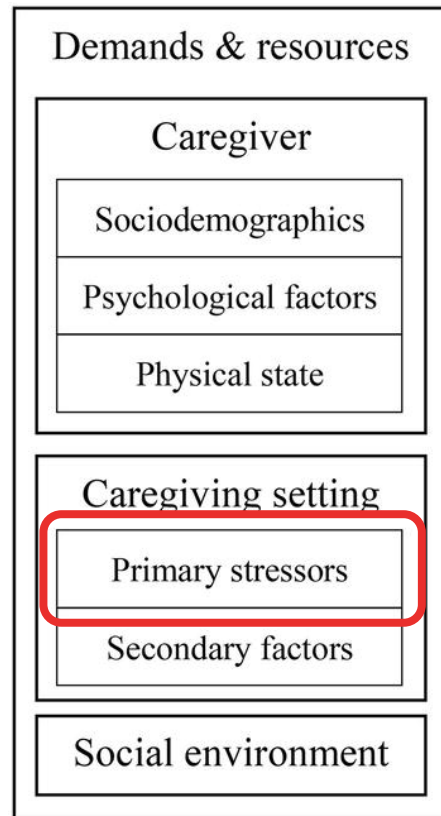 Demands & resources
Caregiver
Sociodemographics
Psychological factors
Physical state
Caregiving setting
Primary stressors
Secondary factors
Social environment